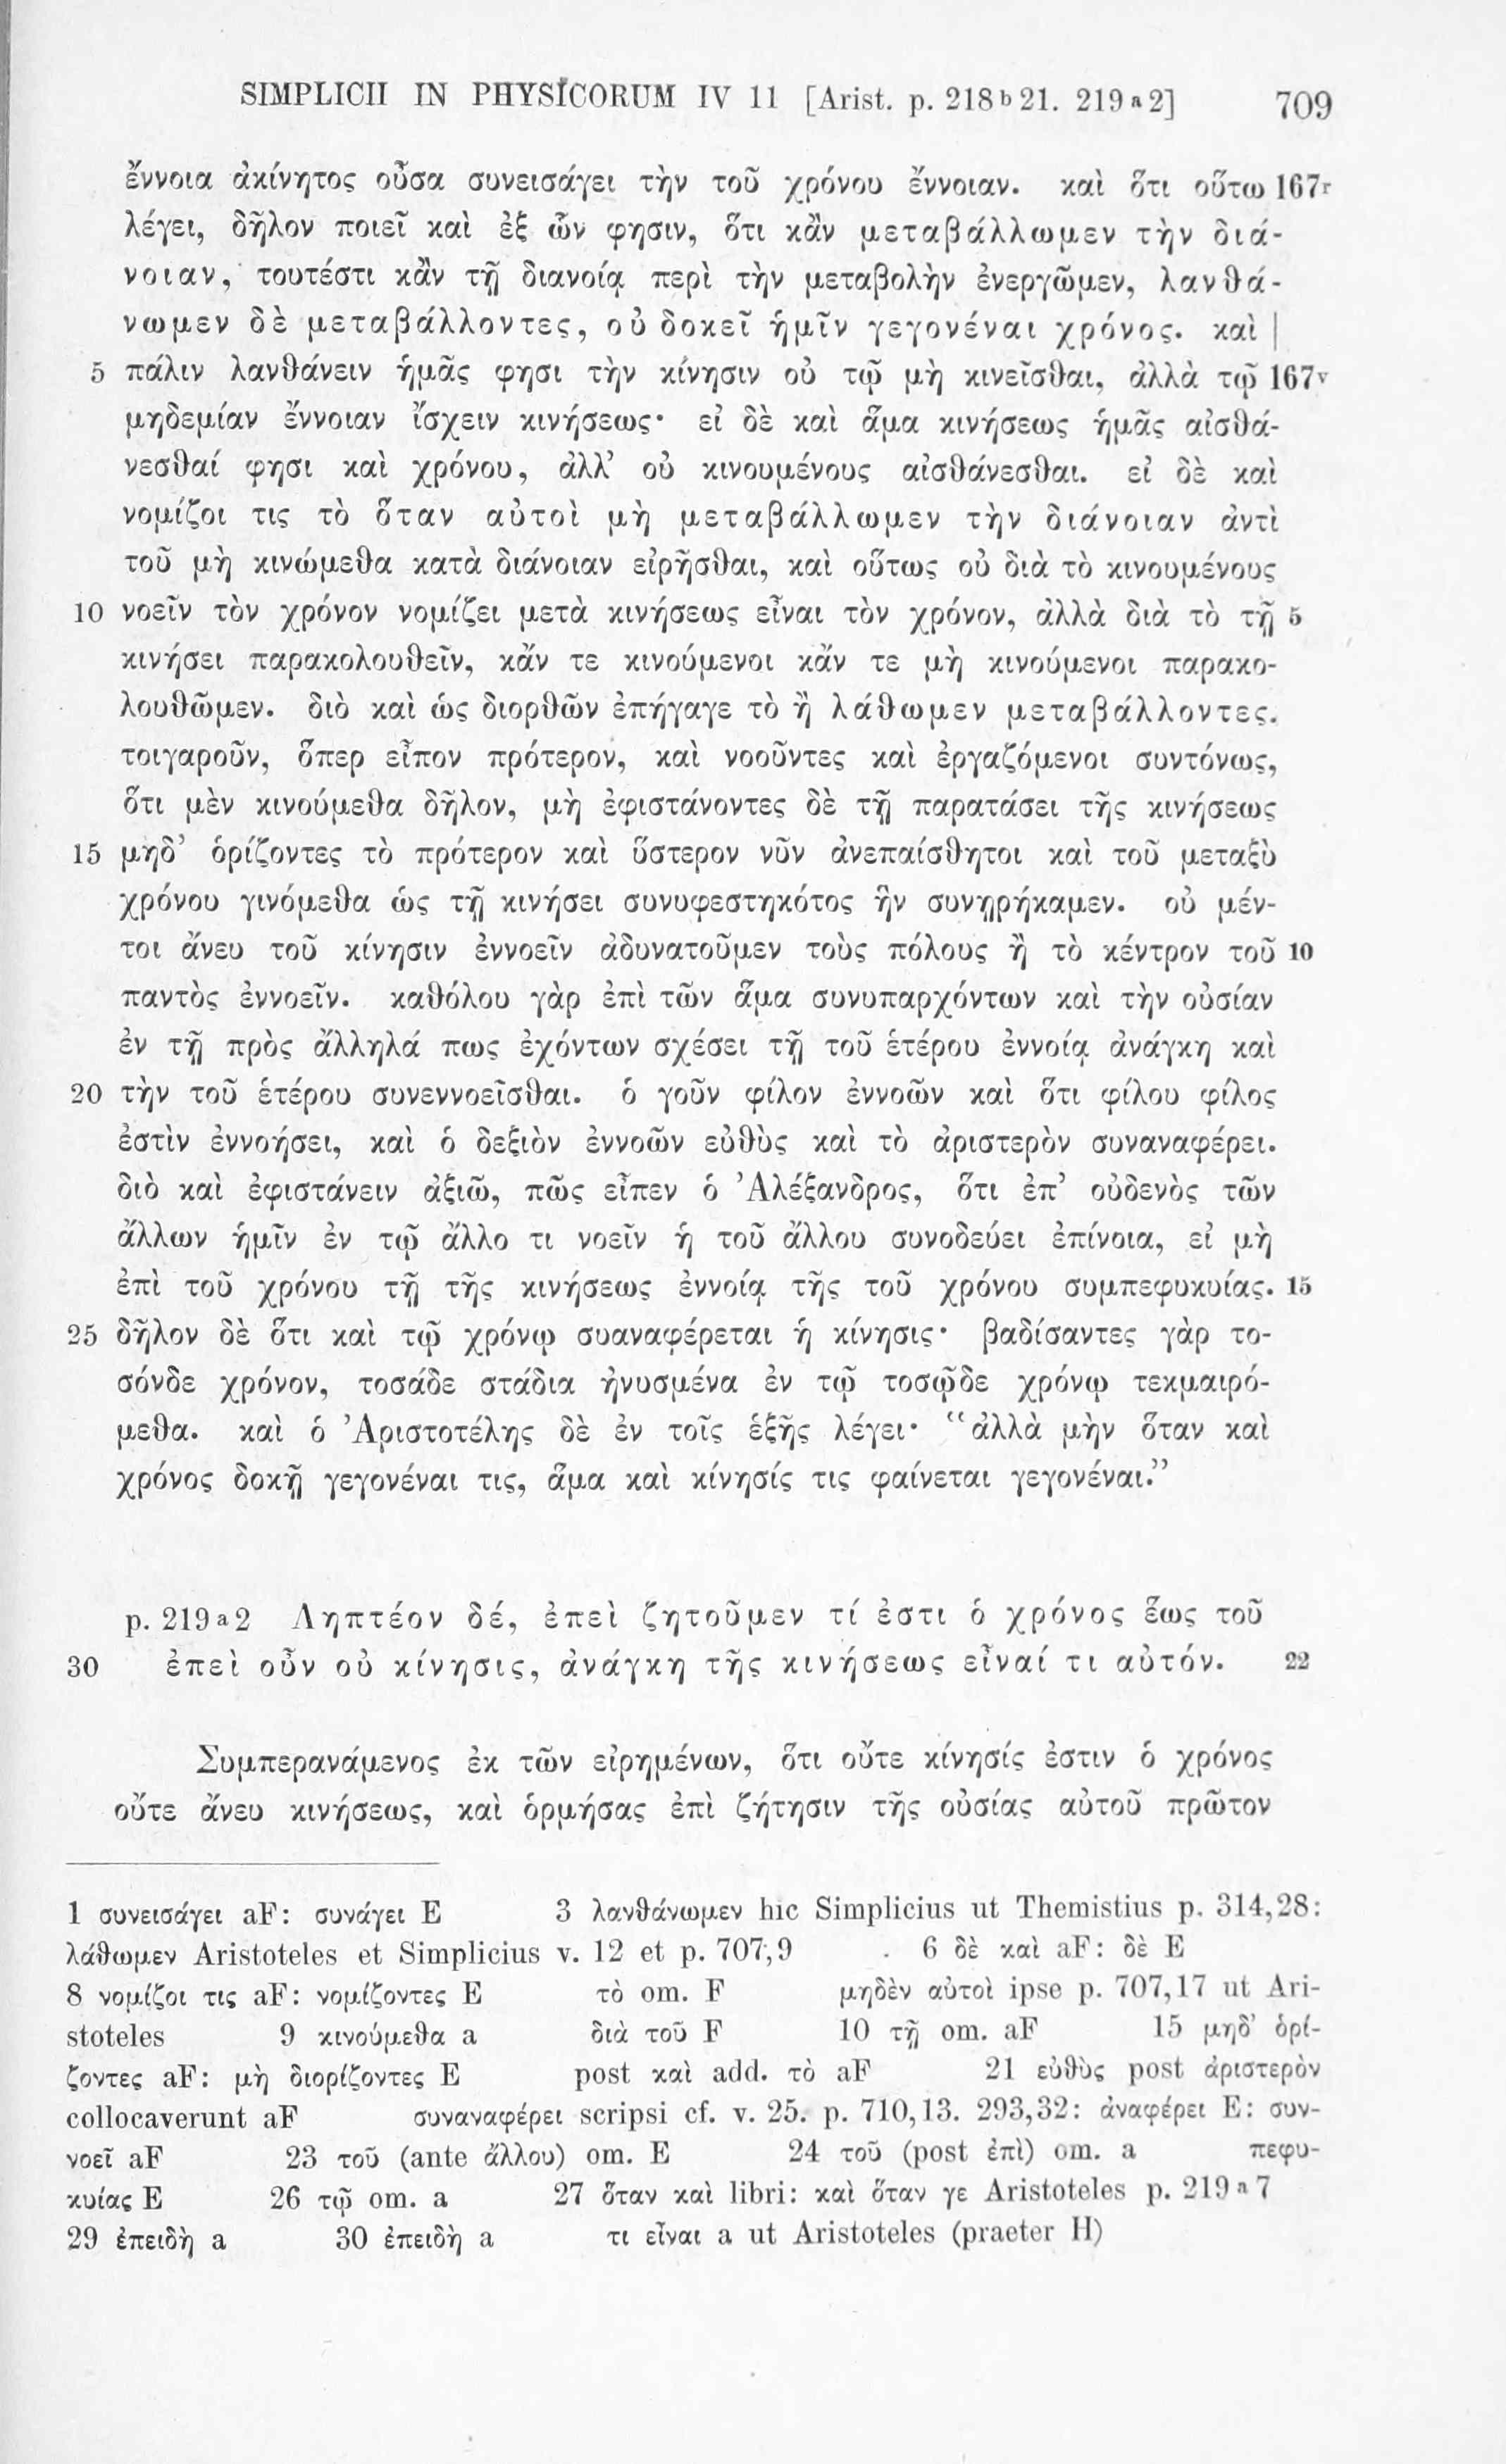 SIMPLICII IN PHYSICORUM IV 11 [Arist. p. 218ᵇ21. 219ᵃ2] 709
ἔννοια ἀκίνητος οὖσα συνεισάγει τὴν τοῦ χρόνου ἔννοιαν. καὶ ὅτι οὕτω 167ʳ
λέγει, δῆλον ποιεῖ καὶ ἐξ ὧν φησιν, ὅτι κἂν μεταβάλλωμεν τὴν διά-
νοιαν, τουτέστι κἂν τῇ διανοίᾳ περὶ τὴν μεταβολὴν ἐνεργῶμεν, λανθά-
νωμεν δὲ μεταβάλλοντες, οὐ δοκεῖ ἡμῖν γεγονέναι χρόνος. καὶ |
5 πάλιν λανθάνειν ἡμᾶς φησι τὴν κίνησιν οὐ τῷ μὴ κινεῖσθαι, ἀλλὰ τῷ 167ᵛ
μηδεμίαν ἔννοιαν ἴσχειν κινήσεως· εἰ δὲ καὶ ἅμα κινήσεως ἡμᾶς αἰσθά-
νεσθαί φησι καὶ χρόνου, ἀλλ’ οὐ κινουμένους αἰσθάνεσθαι. εἰ δὲ καὶ
νομίζοι τις τὸ ὅταν αὐτοὶ μὴ μεταβάλλωμεν τὴν διάνοιαν ἀντὶ
τοῦ μὴ κινώμεθα κατὰ διάνοιαν εἰρῆσθαι, καὶ οὕτως οὐ διὰ τὸ κινουμένους
10 νοεῖν τὸν χρόνον νομίζει μετὰ κινήσεως εἶναι τὸν χρόνον, ἀλλὰ διὰ τὸ τῇ 5
κινήσει παρακολουθεῖν, κἄν τε κινούμενοι κἄν τε μὴ κινούμενοι παρακο-
λουθῶμεν. διὸ καὶ ὡς διορθῶν ἐπήγαγε τὸ ἢ λάθωμεν μεταβάλλοντες.
τοιγαροῦν, ὅπερ εἶπον πρότερον, καὶ νοοῦντες καὶ ἐργαζόμενοι συντόνως,
ὅτι μὲν κινούμεθα δῆλον, μὴ ἐφιστάνοντες δὲ τῇ παρατάσει τῆς κινήσεως
15 μηδ’ ὁρίζοντες τὸ πρότερον καὶ ὕστερον νῦν ἀνεπαίσθητοι καὶ τοῦ μεταξὺ
χρόνου γινόμεθα ὡς τῇ κινήσει συνυφεστηκότος ἣν συνῃρήκαμεν. οὐ μέν-
τοι ἄνευ τοῦ κίνησιν ἐννοεῖν ἀδυνατοῦμεν τοὺς πόλους ἢ τὸ κέντρον τοῦ 10
παντὸς ἐννοεῖν. καθόλου γὰρ ἐπὶ τῶν ἅμα συνυπαρχόντων καὶ τὴν οὐσίαν
ἐν τῇ πρὸς ἄλληλά πως ἐχόντων σχέσει τῇ τοῦ ἑτέρου ἐννοίᾳ ἀνάγκη καὶ
20 τὴν τοῦ ἑτέρου συνεννοεῖσθαι. ὁ γοῦν φίλον ἐννοῶν καὶ ὅτι φίλου φίλος
ἐστὶν ἐννοήσει, καὶ ὁ δεξιὸν ἐννοῶν εὐθὺς καὶ τὸ ἀριστερὸν συναναφέρει.
διὸ καὶ ἐφιστάνειν ἀξιῶ, πῶς εἶπεν ὁ Ἀλέξανδρος, ὅτι ἐπ’ οὐδενὸς τῶν
ἄλλων ἡμῖν ἐν τῷ ἄλλο τι νοεῖν ἡ τοῦ ἄλλου συνοδεύει ἐπίνοια, εἰ μὴ
ἐπὶ τοῦ χρόνου τῇ τῆς κινήσεως ἐννοίᾳ τῆς τοῦ χρόνου συμπεφυκυίας. 15
25 δῆλον δὲ ὅτι καὶ τῷ χρόνῳ συαναφέρεται ἡ κίνησις· βαδίσαντες γὰρ το-
σόνδε χρόνον, τοσάδε στάδια ἠνυσμένα ἐν τῷ τοσῷδε χρόνῳ τεκμαιρό-
μεθα. καὶ ὁ Ἀριστοτέλης δὲ ἐν τοῖς ἑξῆς λέγει· “ἀλλὰ μὴν ὅταν καὶ
χρόνος δοκῇ γεγονέναι τις, ἅμα καὶ κίνησίς τις φαίνεται γεγονέναι.”
p. 219ᵃ2 Ληπτέον δέ, ἐπεὶ ζητοῦμεν τί ἐστι ὁ χρόνος ἕως τοῦ
30 ἐπεὶ οὖν οὐ κίνησις, ἀνάγκη τῆς κινήσεως εἶναί τι αὐτόν. 22
Συμπερανάμενος ἐκ τῶν εἰρημένων, ὅτι οὔτε κίνησίς ἐστιν ὁ χρόνος
οὔτε ἄνευ κινήσεως, καὶ ὁρμήσας ἐπὶ ζήτησιν τῆς οὐσίας αὐτοῦ πρῶτον
1 συνεισάγει aF: συνάγει E 3 λανθάνωμεν hic Simplicius ut Themistius p. 314,28:
λάθωμεν Aristoteles et Simplicius v. 12 et p. 707,9 6 δὲ καὶ aF: δὲ E
8 νομίζοι τις aF: νομίζοντες E τὸ om. F μηδὲν αὐτοὶ ipse p. 707,17 ut Ari-
stoteles 9 κινούμεθα a διὰ τοῦ F 10 τῇ om. aF 15 μηδ’ ὁρί-
ζοντες aF: μὴ διορίζοντες E post καὶ add. τὸ aF 21 εὐθὺς post ἀριστερὸν
collocaverunt aF συναναφέρει scripsi cf. v. 25. p. 710,13. 293,32: ἀναφέρει E: συν-
νοεῖ aF 23 τοῦ (ante ἄλλου) om. E 24 τοῦ (post ἐπὶ) om. a πεφυ-
κυίας E 26 τῷ om. a 27 ὅταν καὶ libri: καὶ ὅταν γε Aristoteles p. 219ᵃ7
29 ἐπειδὴ a 30 ἐπειδὴ a τι εἶναι a ut Aristoteles (praeter H)